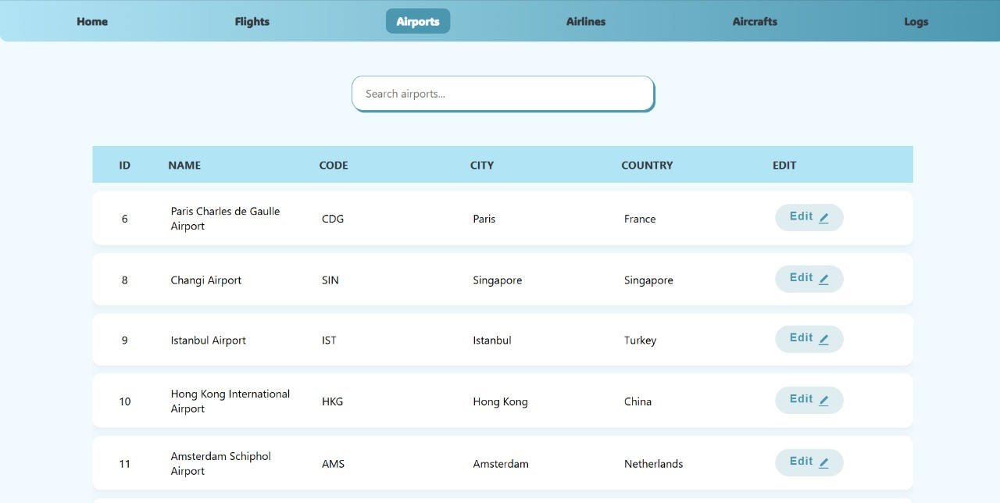 Home Flights Airports Airlines Aircrafts Logs
Search airports...
ID NAME CODE CITY COUNTRY EDIT
6 Paris Charles de Gaulle Airport CDG Paris France Edit
8 Changi Airport SIN Singapore Singapore Edit
9 Istanbul Airport IST Istanbul Turkey Edit
10 Hong Kong International Airport HKG Hong Kong China Edit
11 Amsterdam Schiphol Airport AMS Amsterdam Netherlands Edit